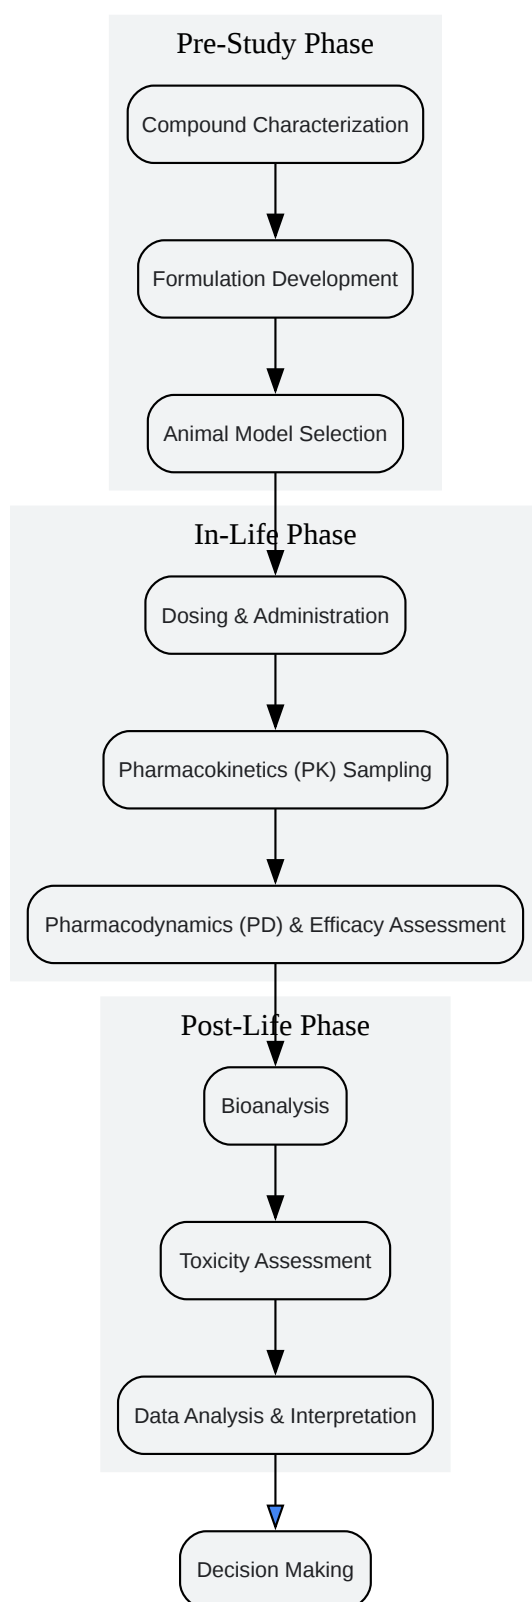 Pre-Study Phase
Compound Characterization
Formulation Development
Animal Model Selection
In-Life Phase
Dosing & Administration
Pharmacokinetics (PK) Sampling
Pharmacodynamics (PD) & Efficacy Assessment
Post-Life Phase
Bioanalysis
Toxicity Assessment
Data Analysis & Interpretation
Decision Making